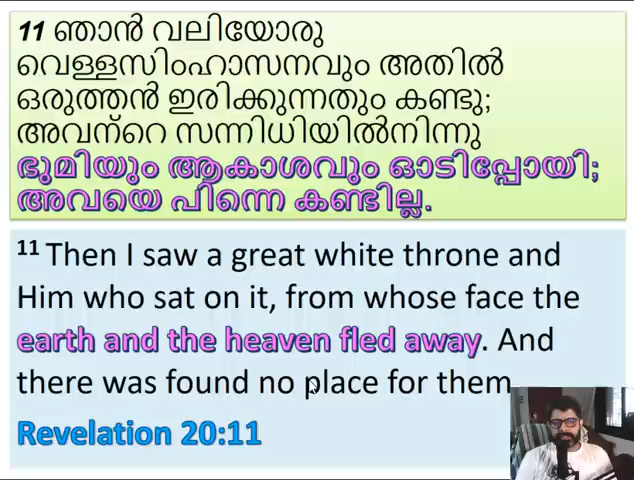 11 ഞാൻ വലിയോരു
വെള്ളസിംഹാസനവും അതിൽ
ഒരുത്തൻ ഇരിക്കുന്നതും കണ്ടു;
അവന്റെ സന്നിധിയിൽനിന്നു
ഭൂമിയും ആകാശവും ഓടിപ്പോയി;
അവയെ പിന്നെ കണ്ടില്ല.
11 Then I saw a great white throne and
Him who sat on it, from whose face the
earth and the heaven fled away. And
there was found no place for them
Revelation 20:11